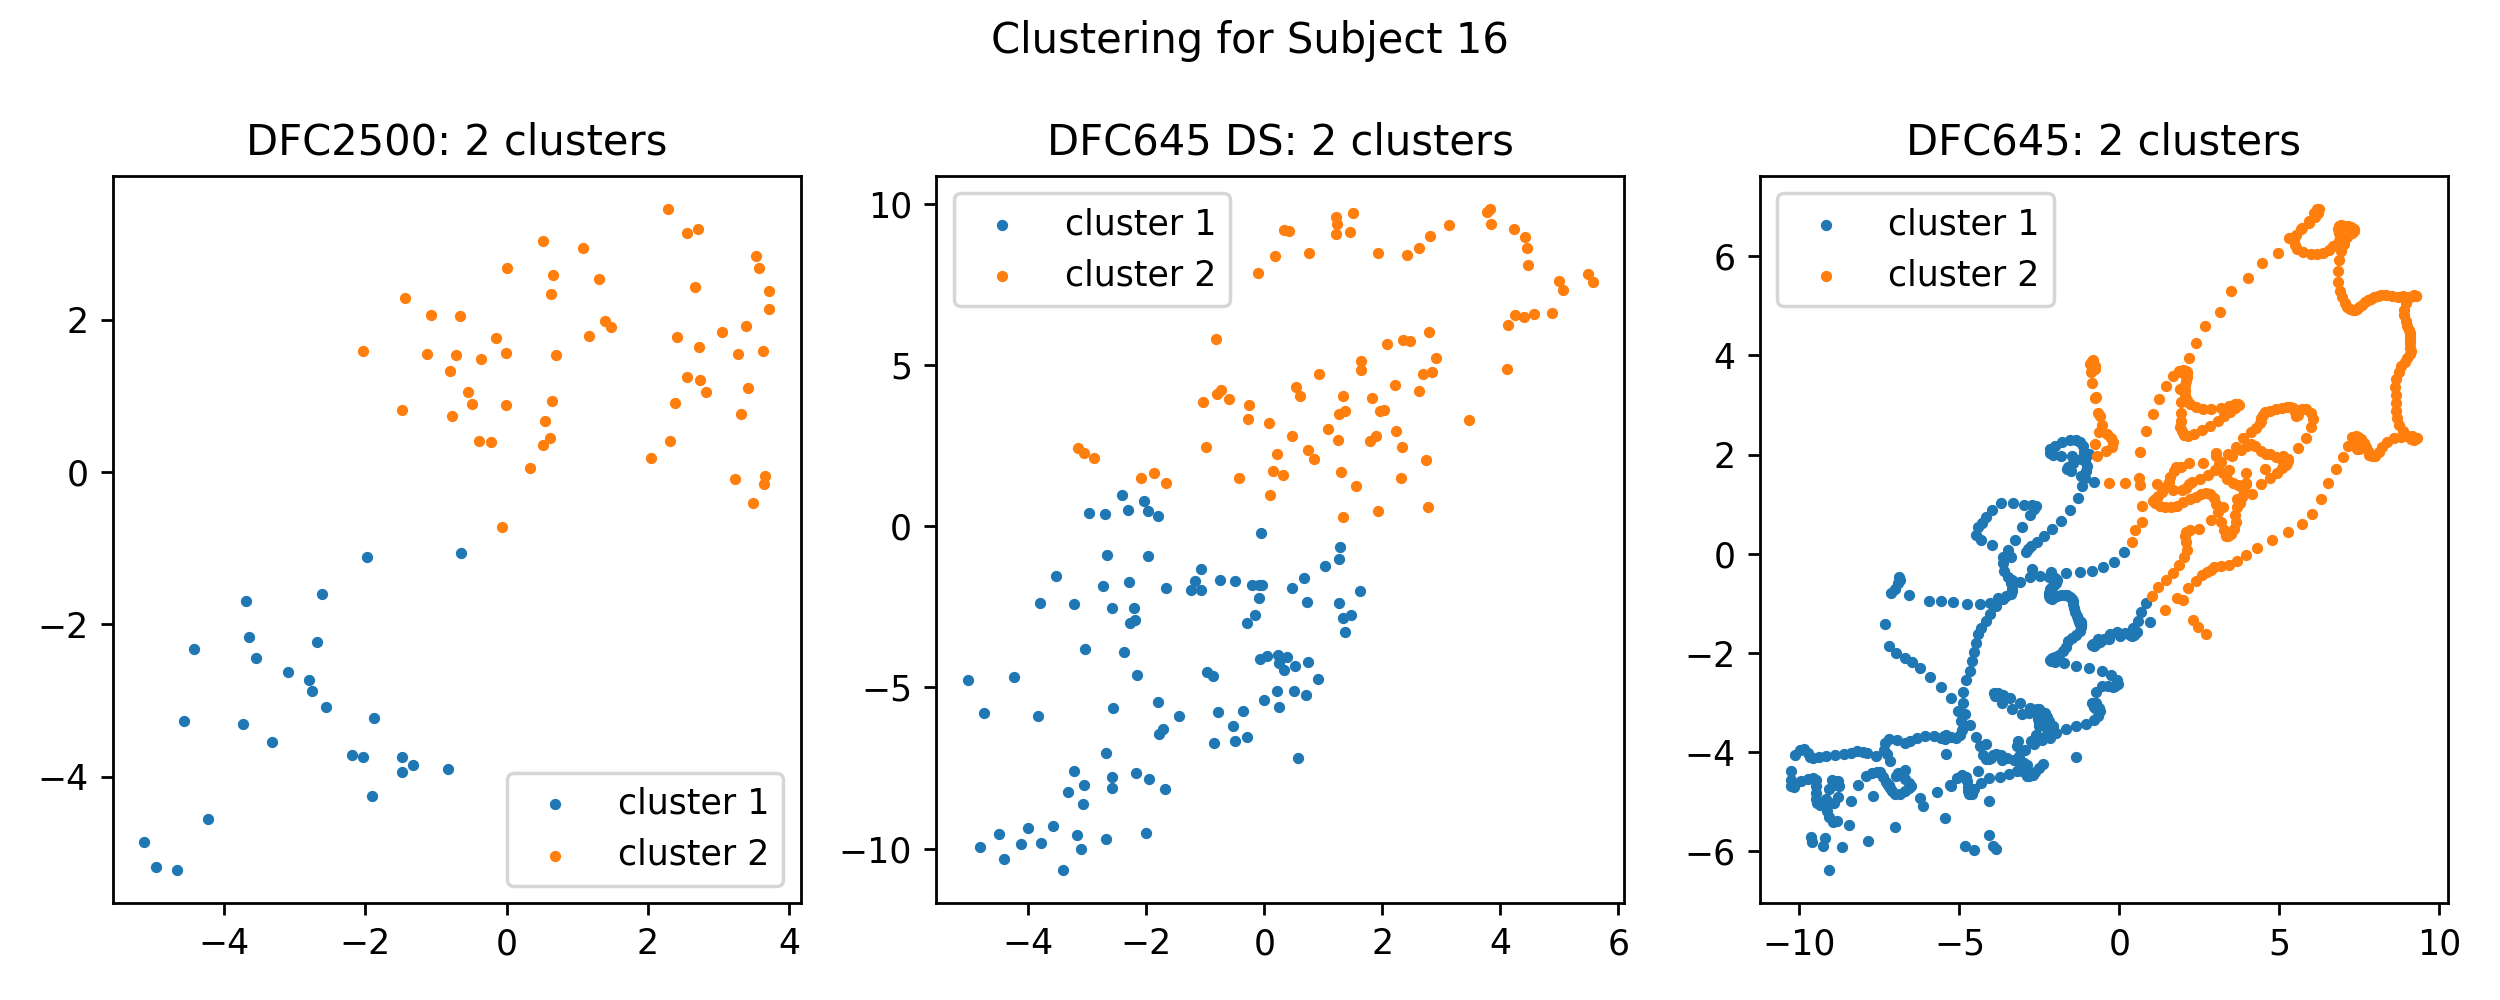 Clustering for Subject 16
DFC2500: 2 clusters
2
0
−2
−4
−4 −2 0 2 4
cluster 1
cluster 2
DFC645 DS: 2 clusters
10
5
0
−5
−10
−4 −2 0 2 4 6
cluster 1
cluster 2
DFC645: 2 clusters
6
4
2
0
−2
−4
−6
−10 −5 0 5 10
cluster 1
cluster 2